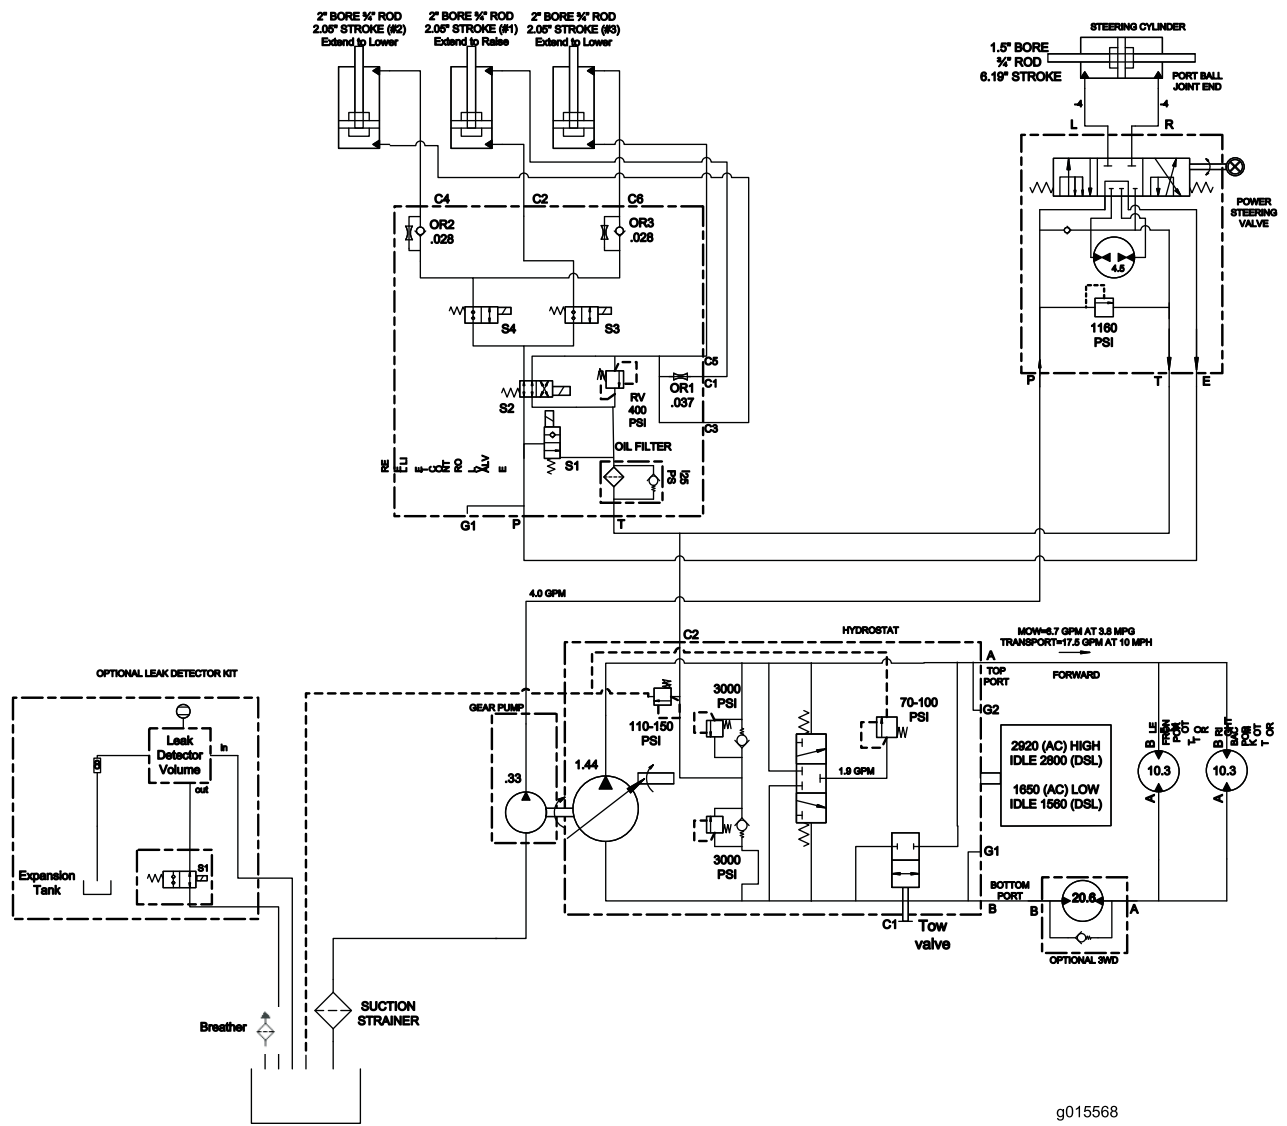 2" BORE ¾" ROD
2.05" STROKE (#2)
Extend to Lower
2" BORE ¾" ROD
2.05" STROKE (#1)
Extend to Raise
2" BORE ¾" ROD
2.05" STROKE (#3)
Extend to Lower
STEERING CYLINDER
1.5" BORE
¾" ROD
6.19" STROKE
PORT BALL
JOINT END
-4
-4
L
R
POWER
STEERING
VALVE
4.5
1160
PSI
P
T
E
C4
C2
C6
OR2
.028
OR3
.028
S4
S3
C5
C1
OR1
.037
C3
S2
RV
400
PSI
OIL FILTER
S1
G1
P
T
4.0 GPM
C2
HYDROSTAT
MOW=6.7 GPM AT 3.8 MPG
TRANSPORT=17.5 GPM AT 10 MPH
A
TOP
PORT
FORWARD
G2
OPTIONAL LEAK DETECTOR KIT
Leak
Detector
Volume
in
out
S1
Expansion
Tank
GEAR PUMP
.33
1.44
110-150
PSI
3000
PSI
3000
PSI
70-100
PSI
1.9 GPM
2920 (AC) HIGH
IDLE 2800 (DSL)
1650 (AC) LOW
IDLE 1560 (DSL)
B
10.3
A
B
10.3
A
G1
BOTTOM
PORT
B
B
20.6
A
OPTIONAL 3WD
C1
Tow
valve
Breather
SUCTION
STRAINER
g015568